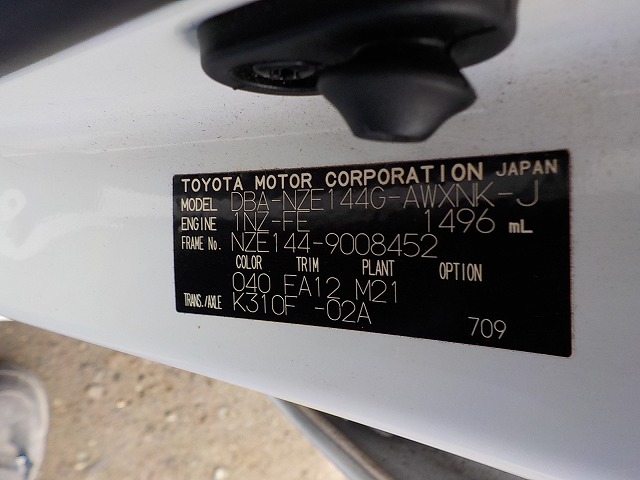 TOYOTA MOTOR CORPORATION JAPAN
MODEL DBA-NZE144G-AWXNK-J
ENGINE 1NZ-FE 1496 mL
FRAME No. NZE144-9008452
COLOR TRIM PLANT OPTION
040 FA12 M21
TRANS./AXLE K310F -02A
709